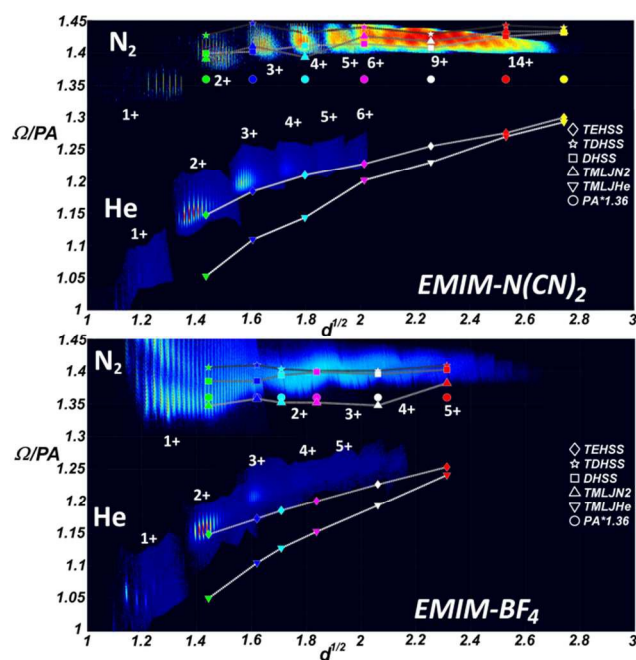 1.45
N2
1.4
1.35
1+
2+
3+
4+
5+
6+
9+
14+
1.3
Ω/PA
1.25
1.2
He
1.15
1.1
1.05
1
1+
2+
3+
4+
5+
6+
TEHSS
TDHSS
DHSS
TMLJN2
TMLJHe
PA*1.36
EMIM-N(CN)2
1 1.2 1.4 1.6 1.8 2 2.2 2.4 2.6 2.8 3
d^1/2
1.45
N2
1.4
1.35
1+
2+
3+
4+
5+
1.3
Ω/PA
1.25
1.2
He
1.15
1.1
1.05
1
1+
2+
3+
4+
5+
TEHSS
TDHSS
DHSS
TMLJN2
TMLJHe
PA*1.36
EMIM-BF4
1 1.2 1.4 1.6 1.8 2 2.2 2.4 2.6 2.8 3
d^1/2